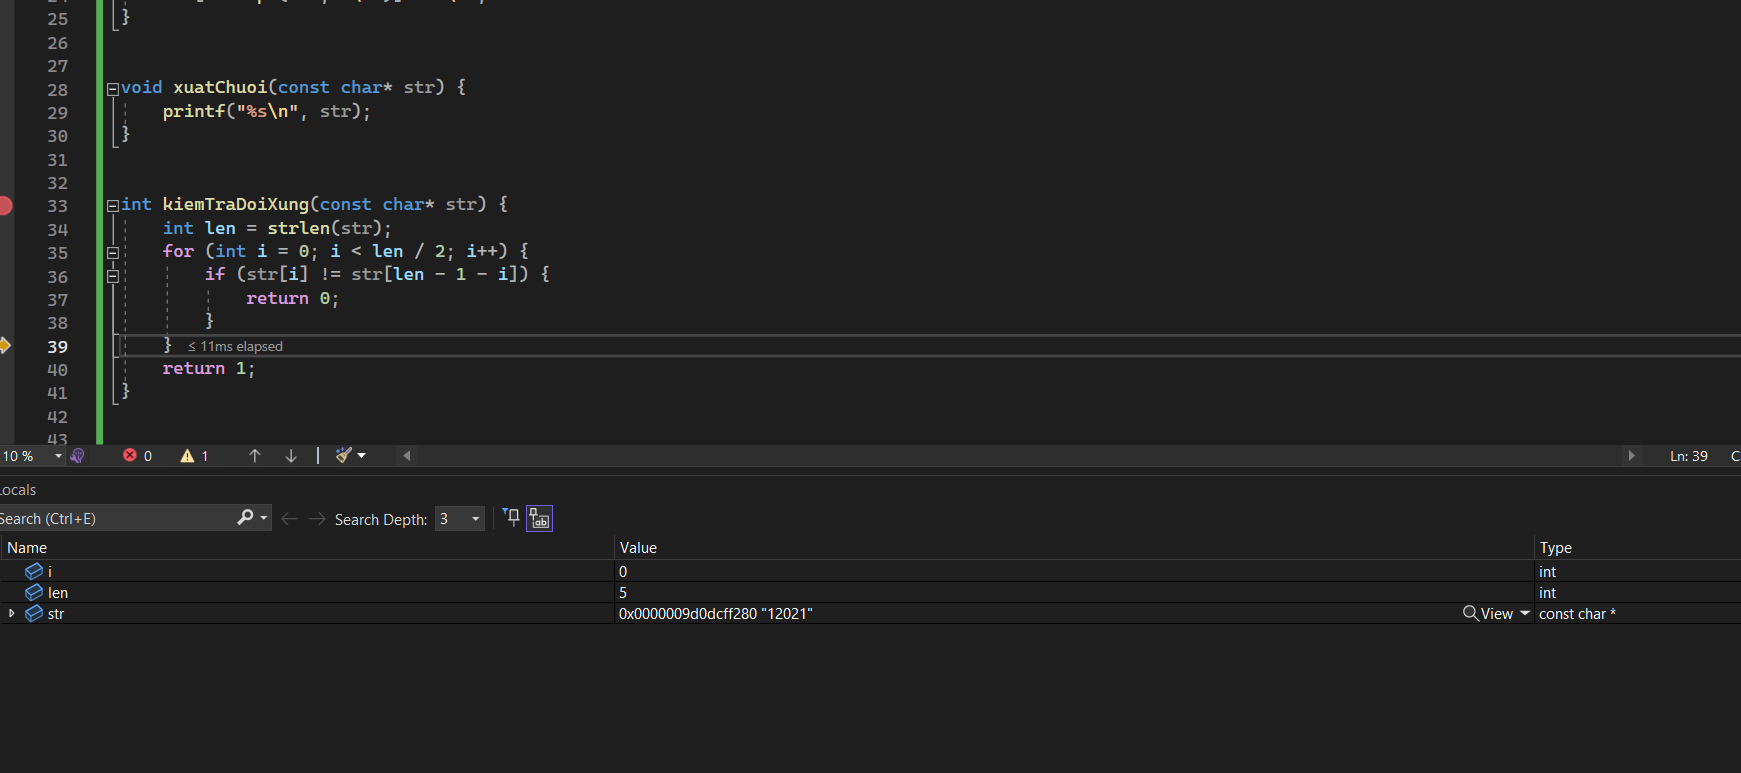 25 }
26
27
28 void xuatChuoi(const char* str) {
29 printf("%s\n", str);
30 }
31
32
33 int kiemTraDoiXung(const char* str) {
34 int len = strlen(str);
35 for (int i = 0; i < len / 2; i++) {
36 if (str[i] != str[len - 1 - i]) {
37 return 0;
38 }
39 } ≤ 11ms elapsed
40 return 1;
41 }
42
43
10 % 0 1 Ln: 39 C
Locals
Search (Ctrl+E) Search Depth: 3
Name Value Type
i 0 int
len 5 int
str 0x0000009d0dcff280 "12021" View const char *